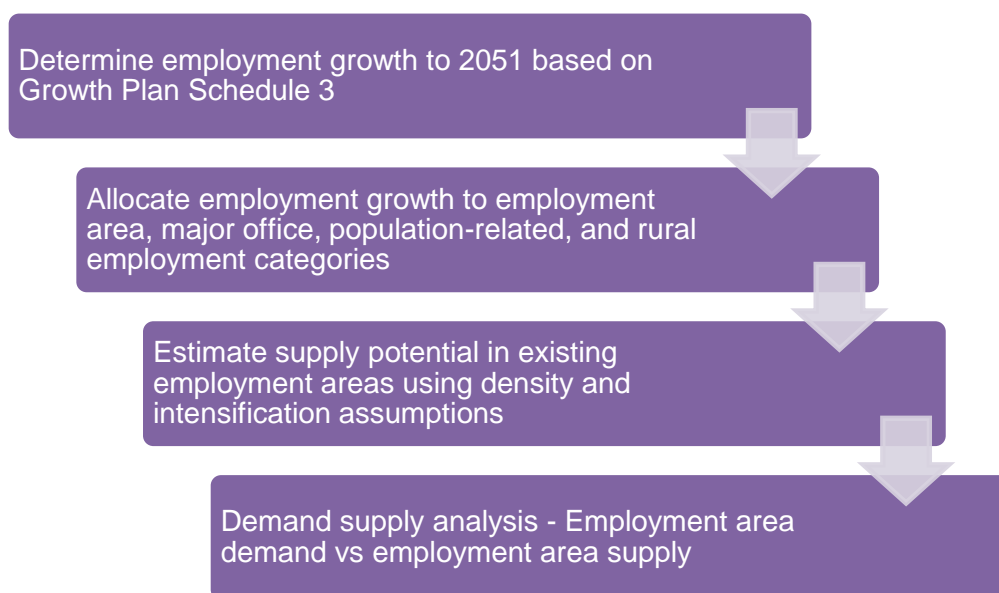 Determine employment growth to 2051 based on
Growth Plan Schedule 3
Allocate employment growth to employment
area, major office, population-related, and rural
employment categories
Estimate supply potential in existing
employment areas using density and
intensification assumptions
Demand supply analysis - Employment area
demand vs employment area supply